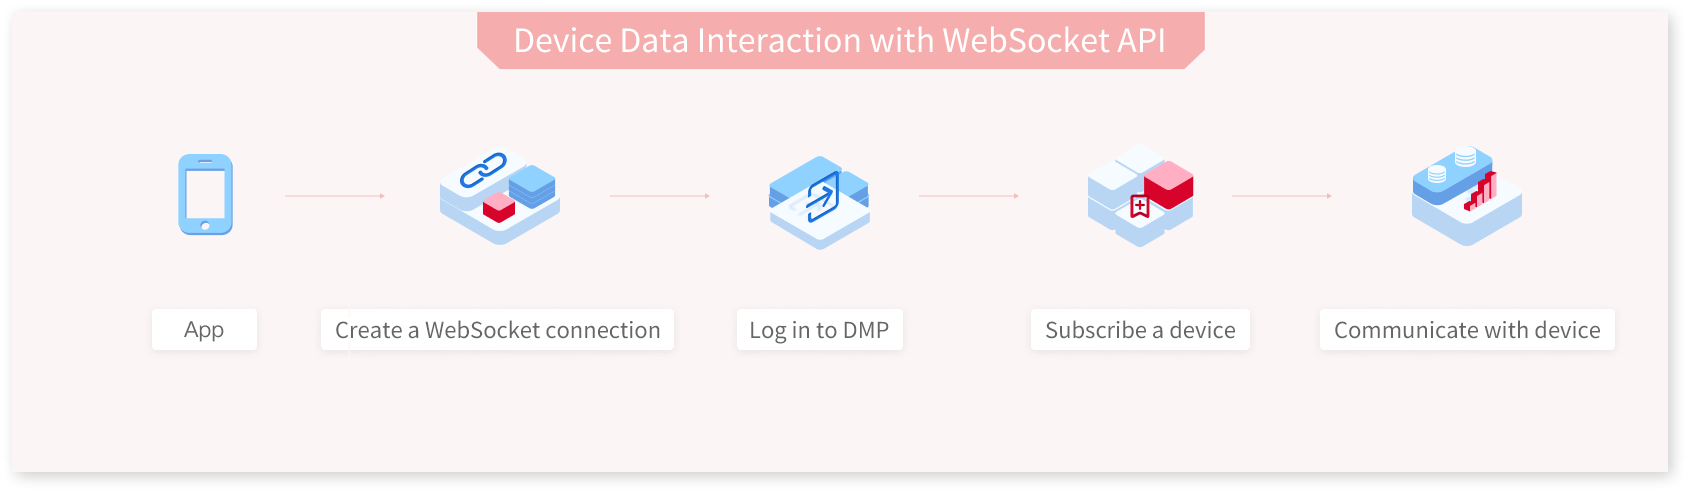 Device Data Interaction with WebSocket API
App
Create a WebSocket connection
Log in to DMP
Subscribe a device
Communicate with device